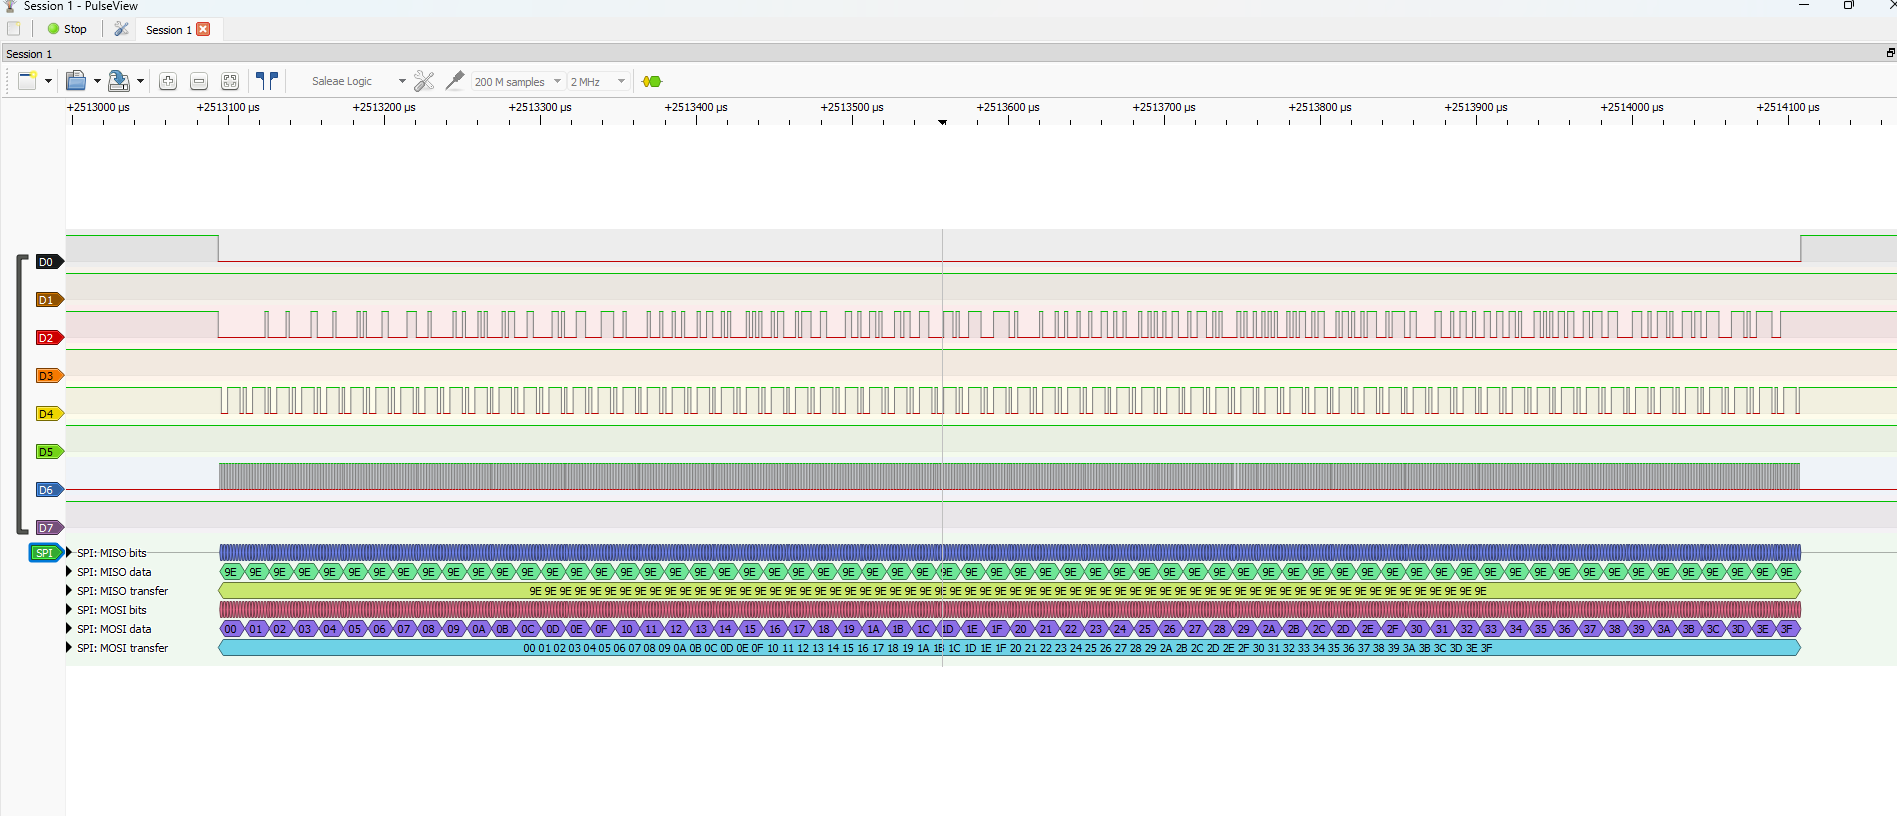 Session 1 - PulseView
Stop
Session 1
Session 1
Saleae Logic 200 M samples 2 MHz
+2513000 µs +2513100 µs +2513200 µs +2513300 µs +2513400 µs +2513500 µs +2513600 µs +2513700 µs +2513800 µs +2513900 µs +2514000 µs +2514100 µs
D0
D1
D2
D3
D4
D5
D6
D7
SPI SPI: MISO bits
SPI: MISO data 9E 9E 9E 9E 9E 9E 9E 9E 9E 9E 9E 9E 9E 9E 9E 9E 9E 9E 9E 9E 9E 9E 9E 9E 9E 9E 9E 9E 9E 9E 9E 9E 9E 9E 9E 9E 9E 9E 9E 9E 9E 9E 9E 9E 9E 9E 9E 9E 9E 9E 9E 9E 9E 9E 9E 9E 9E 9E 9E 9E 9E 9E 9E 9E
SPI: MISO transfer 9E 9E 9E 9E 9E 9E 9E 9E 9E 9E 9E 9E 9E 9E 9E 9E 9E 9E 9E 9E 9E 9E 9E 9E 9E 9E 9E 9E 9E 9E 9E 9E 9E 9E 9E 9E 9E 9E 9E 9E 9E 9E 9E 9E 9E 9E 9E 9E 9E 9E 9E 9E 9E 9E 9E 9E 9E 9E 9E 9E 9E 9E 9E 9E
SPI: MOSI bits
SPI: MOSI data 00 01 02 03 04 05 06 07 08 09 0A 0B 0C 0D 0E 0F 10 11 12 13 14 15 16 17 18 19 1A 1B 1C 1D 1E 1F 20 21 22 23 24 25 26 27 28 29 2A 2B 2C 2D 2E 2F 30 31 32 33 34 35 36 37 38 39 3A 3B 3C 3D 3E 3F
SPI: MOSI transfer 00 01 02 03 04 05 06 07 08 09 0A 0B 0C 0D 0E 0F 10 11 12 13 14 15 16 17 18 19 1A 1B 1C 1D 1E 1F 20 21 22 23 24 25 26 27 28 29 2A 2B 2C 2D 2E 2F 30 31 32 33 34 35 36 37 38 39 3A 3B 3C 3D 3E 3F